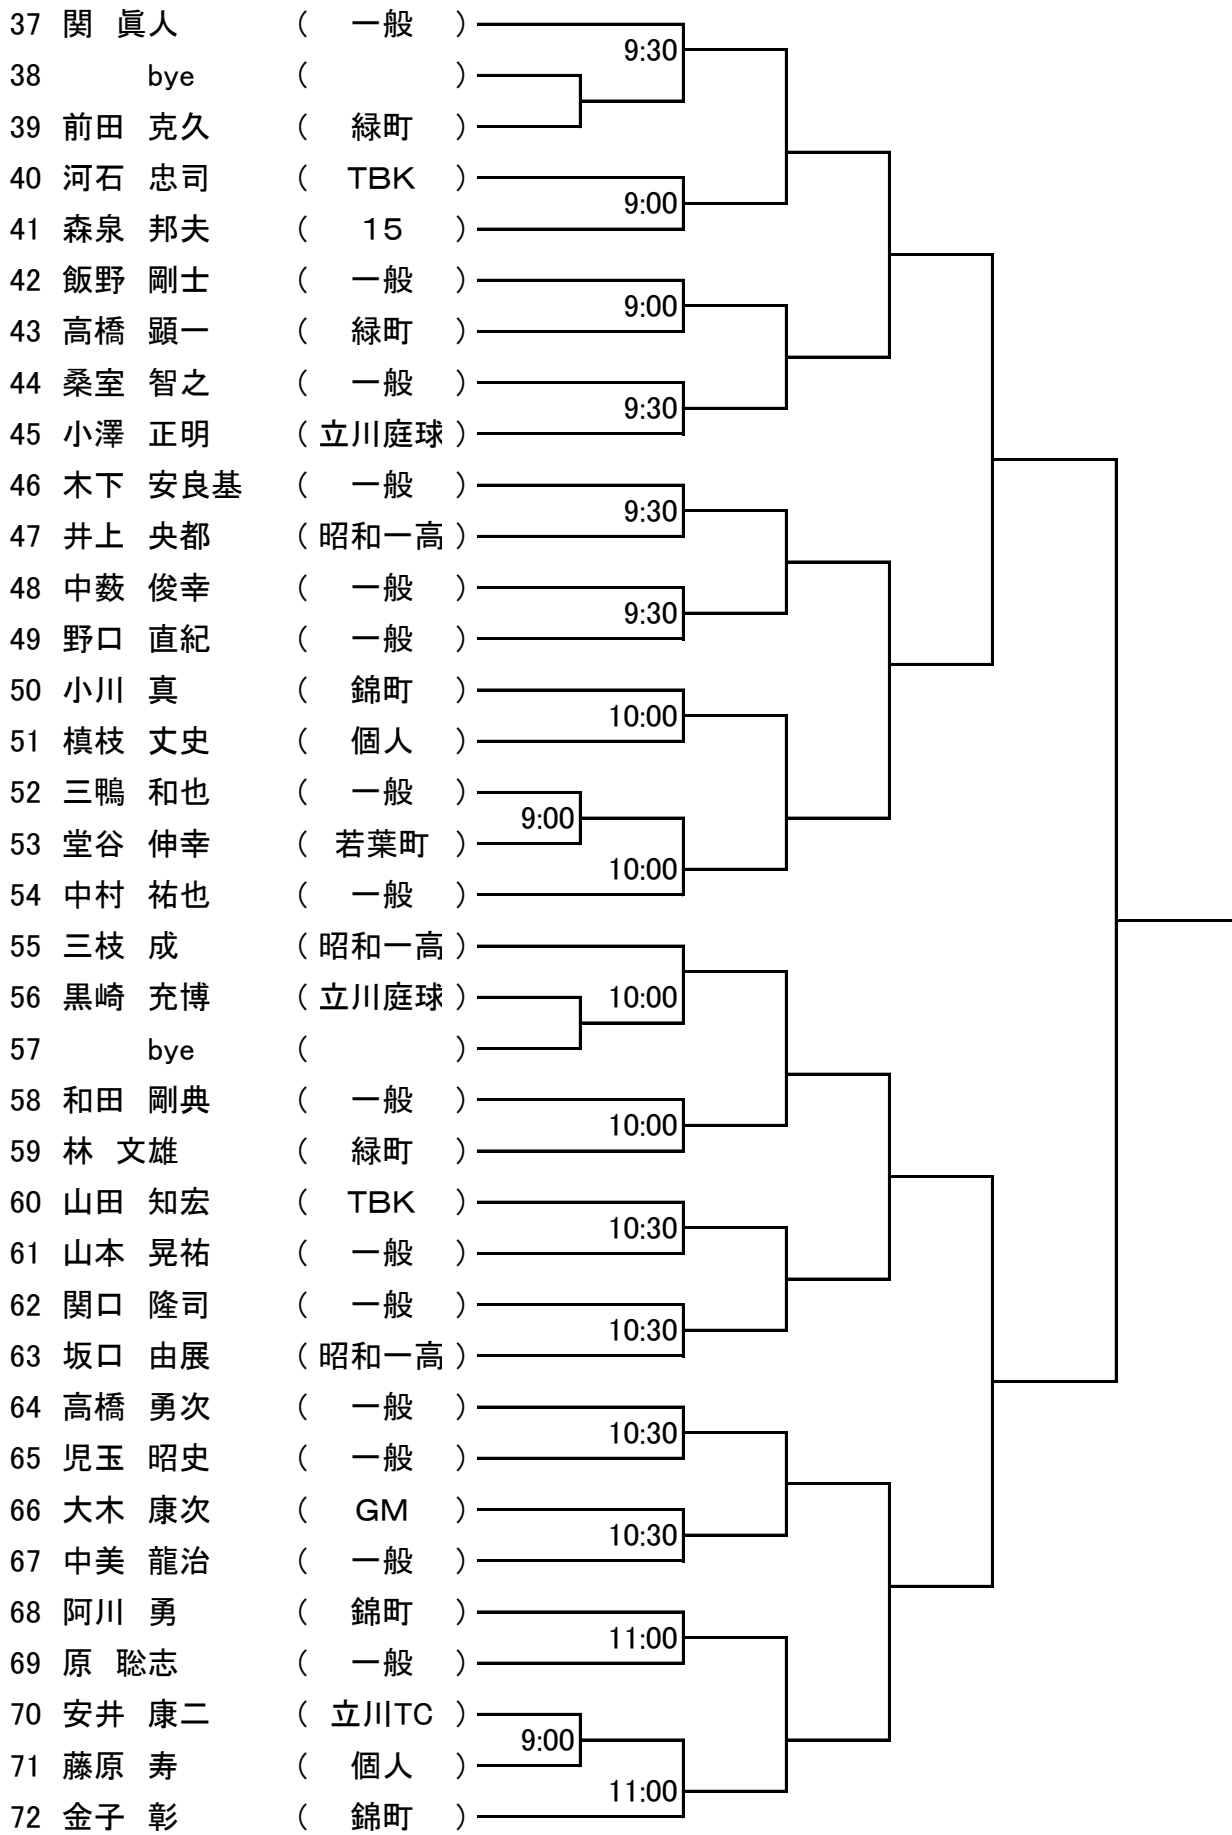 37 関 眞人 ( 一般 )
9:30
38 bye ( )
39 前田 克久 ( 緑町 )
40 河石 忠司 ( TBK )
9:00
41 森泉 邦夫 ( 15 )
42 飯野 剛士 ( 一般 )
9:00
43 高橋 顕一 ( 緑町 )
44 桑室 智之 ( 一般 )
9:30
45 小澤 正明 ( 立川庭球 )
46 木下 安良基 ( 一般 )
9:30
47 井上 央都 ( 昭和一高 )
48 中薮 俊幸 ( 一般 )
9:30
49 野口 直紀 ( 一般 )
50 小川 真 ( 錦町 )
10:00
51 槙枝 丈史 ( 個人 )
52 三鴨 和也 ( 一般 )
9:00
53 堂谷 伸幸 ( 若葉町 )
10:00
54 中村 祐也 ( 一般 )
55 三枝 成 ( 昭和一高 )
56 黒崎 充博 ( 立川庭球 )
10:00
57 bye ( )
58 和田 剛典 ( 一般 )
10:00
59 林 文雄 ( 緑町 )
60 山田 知宏 ( TBK )
10:30
61 山本 晃祐 ( 一般 )
62 関口 隆司 ( 一般 )
10:30
63 坂口 由展 ( 昭和一高 )
64 高橋 勇次 ( 一般 )
10:30
65 児玉 昭史 ( 一般 )
66 大木 康次 ( GM )
10:30
67 中美 龍治 ( 一般 )
68 阿川 勇 ( 錦町 )
11:00
69 原 聡志 ( 一般 )
70 安井 康二 ( 立川TC )
9:00
71 藤原 寿 ( 個人 )
11:00
72 金子 彰 ( 錦町 )